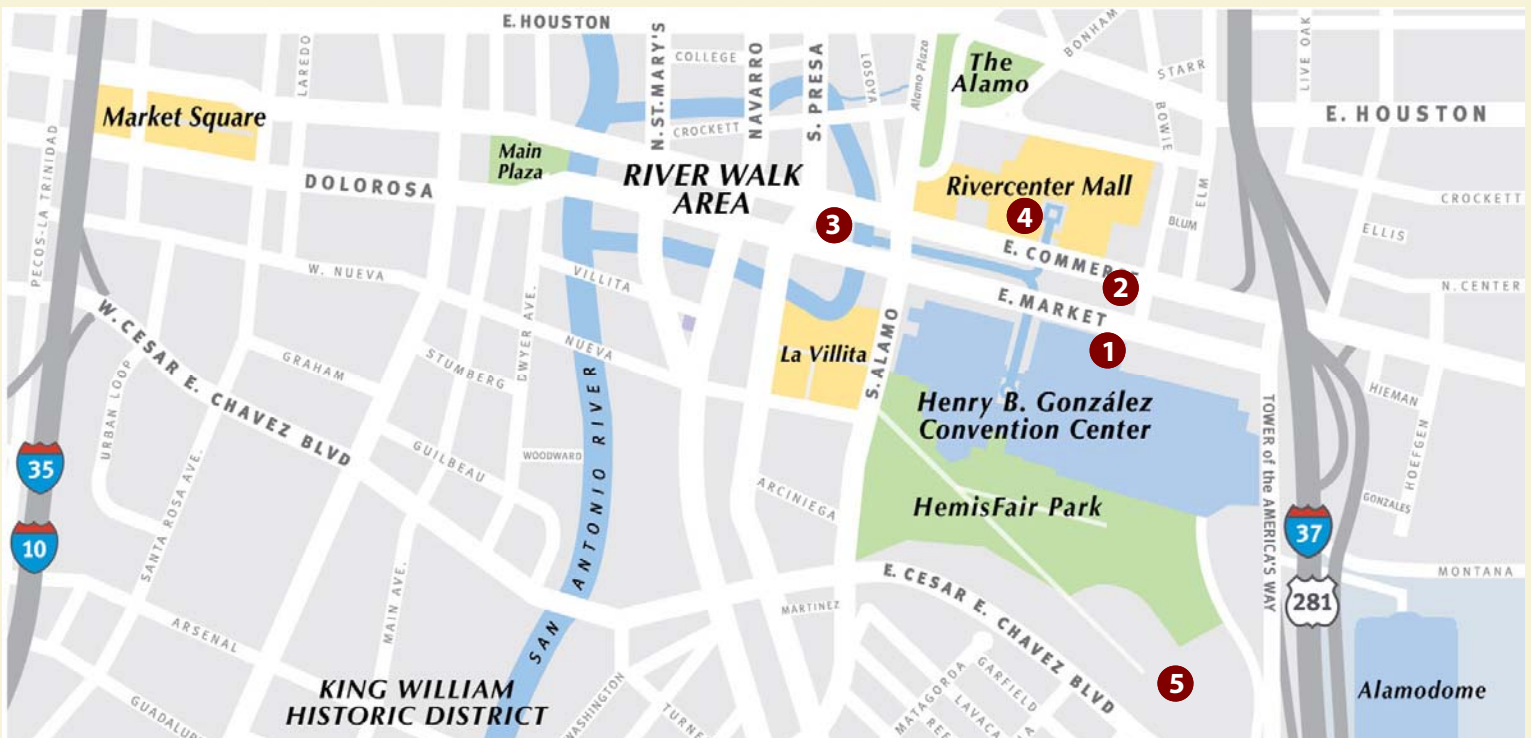 E. HOUSTON
N. ST. MARY'S
COLLEGE
NAVARRO
S. PRESA
LOSOYA
Alamo Plaza
The
Alamo
BONHAM
STARR
LIVE OAK
LAREDO
Market Square
PECOS-LA TRINIDAD
Main
Plaza
CROCKETT
E. HOUSTON
BOWIE
DOLOROSA
RIVER WALK
AREA
Rivercenter Mall
ELM
CROCKETT
3
4
BLUM
ELLIS
E. COMMER
2
N. CENTER
W. NUEVA
VILLITA
E. MARKET
1
W. CESAR E. CHAVEZ BLVD
DWYER AVE.
NUEVA
La Villita
S. ALAMO
GRAHAM
STUMBERG
URBAN LOOP
Henry B. González
Convention Center
HIEMAN
TOWER of the AMERICA'S WAY
HOEFGEN
35
GUILBEAU
WOODWARD
SANTA ROSA AVE.
ARCINIEGA
HemisFair Park
GONZALES
10
SAN ANTONIO RIVER
37
MONTANA
E. CESAR E. CHAVEZ BLVD
281
MARTINEZ
MAIN AVE.
ARSENAL
KING WILLIAM
HISTORIC DISTRICT
5
Alamodome
MATAGORDA
GARFIELD
LAVACA
REF
GUADALUP
WASHINGTON
TURNE